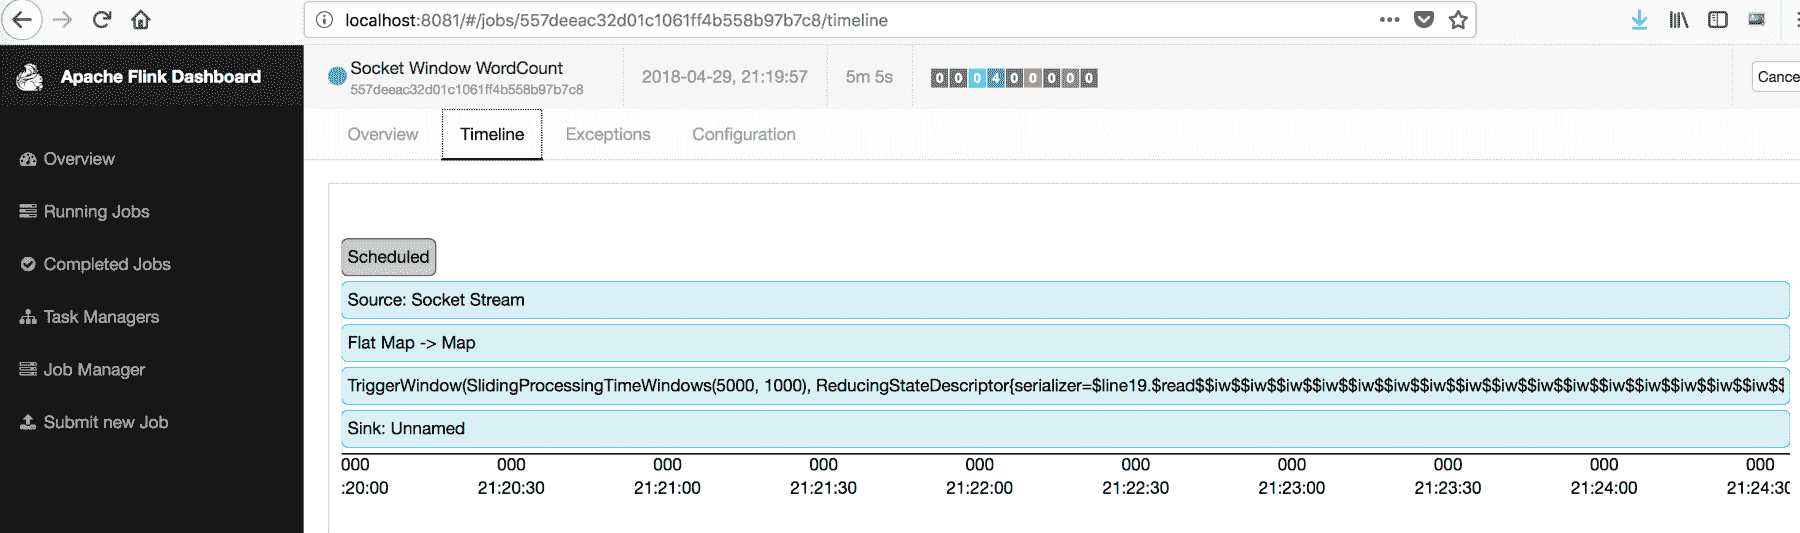 localhost:8081/#/jobs/557deeac32d01c1061ff4b558b97b7c8/timeline
Apache Flink Dashboard
Socket Window WordCount
557deeac32d01c1061ff4b558b97b7c8
2018-04-29, 21:19:57
5m 5s
0 0 0 4 0 0 0 0 0
Cance
Overview
Timeline
Exceptions
Configuration
Overview
Running Jobs
Completed Jobs
Task Managers
Job Manager
Submit new Job
Scheduled
Source: Socket Stream
Flat Map -> Map
TriggerWindow(SlidingProcessingTimeWindows(5000, 1000), ReducingStateDescriptor{serializer=$line19.$read$$iw$$iw$$iw$$iw$$iw$$iw$$iw$$iw$$iw$$iw$$iw$$iw$$iw$$iw$$iw$$
Sink: Unnamed
000 000 000 000 000 000 000 000 000 000
:20:00 21:20:30 21:21:00 21:21:30 21:22:00 21:22:30 21:23:00 21:23:30 21:24:00 21:24:30